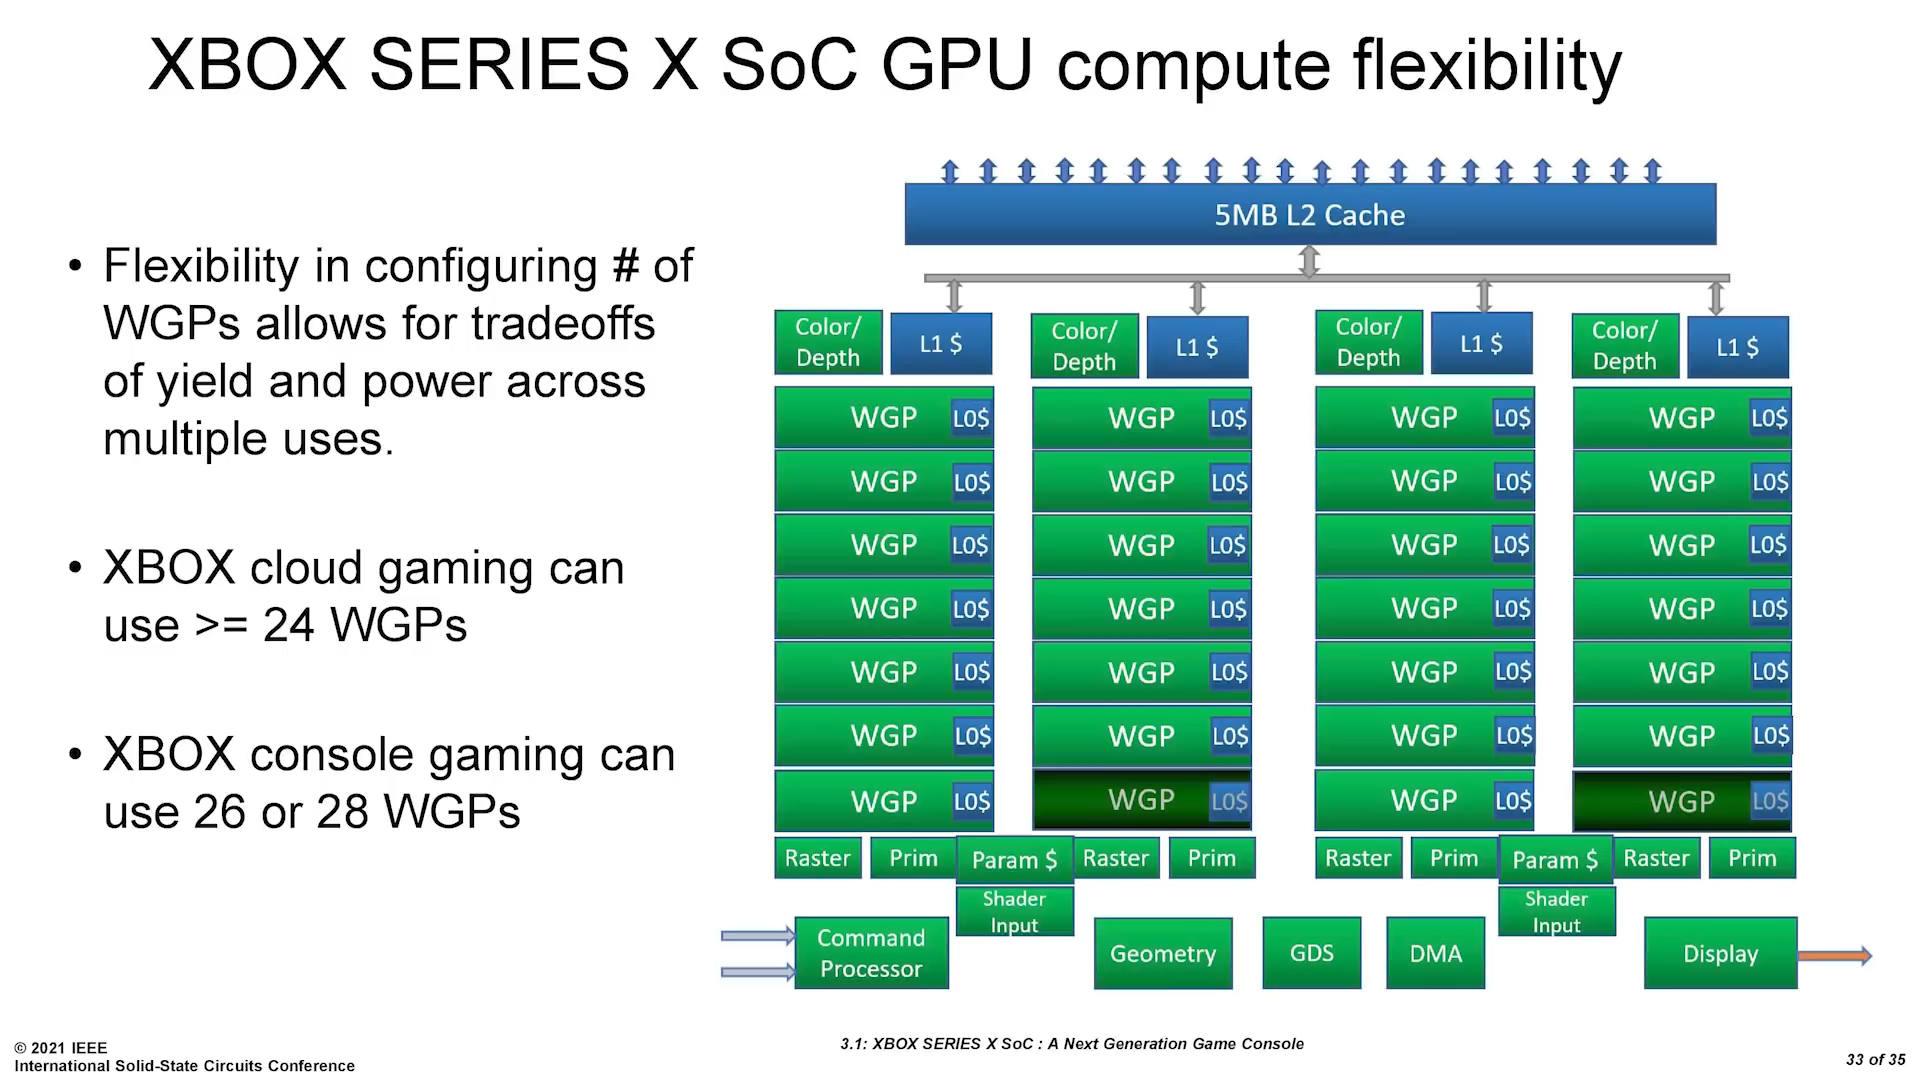 XBOX SERIES X SoC GPU compute flexibility
• Flexibility in configuring # of
WGPs allows for tradeoffs
of yield and power across
multiple uses.
• XBOX cloud gaming can
use >= 24 WGPs
• XBOX console gaming can
use 26 or 28 WGPs
5MB L2 Cache
Color/
Depth
L1 $
Color/
Depth
L1 $
Color/
Depth
L1 $
Color/
Depth
L1 $
WGP L0$ WGP L0$ WGP L0$ WGP L0$
WGP L0$ WGP L0$ WGP L0$ WGP L0$
WGP L0$ WGP L0$ WGP L0$ WGP L0$
WGP L0$ WGP L0$ WGP L0$ WGP L0$
WGP L0$ WGP L0$ WGP L0$ WGP L0$
WGP L0$ WGP L0$ WGP L0$ WGP L0$
WGP L0$ WGP L0$ WGP L0$ WGP L0$
Raster Prim Param $ Raster Prim Raster Prim Param $ Raster Prim
Shader
Input
Shader
Input
Command
Processor
Geometry
GDS
DMA
Display
© 2021 IEEE
International Solid-State Circuits Conference
3.1: XBOX SERIES X SoC : A Next Generation Game Console
33 of 35